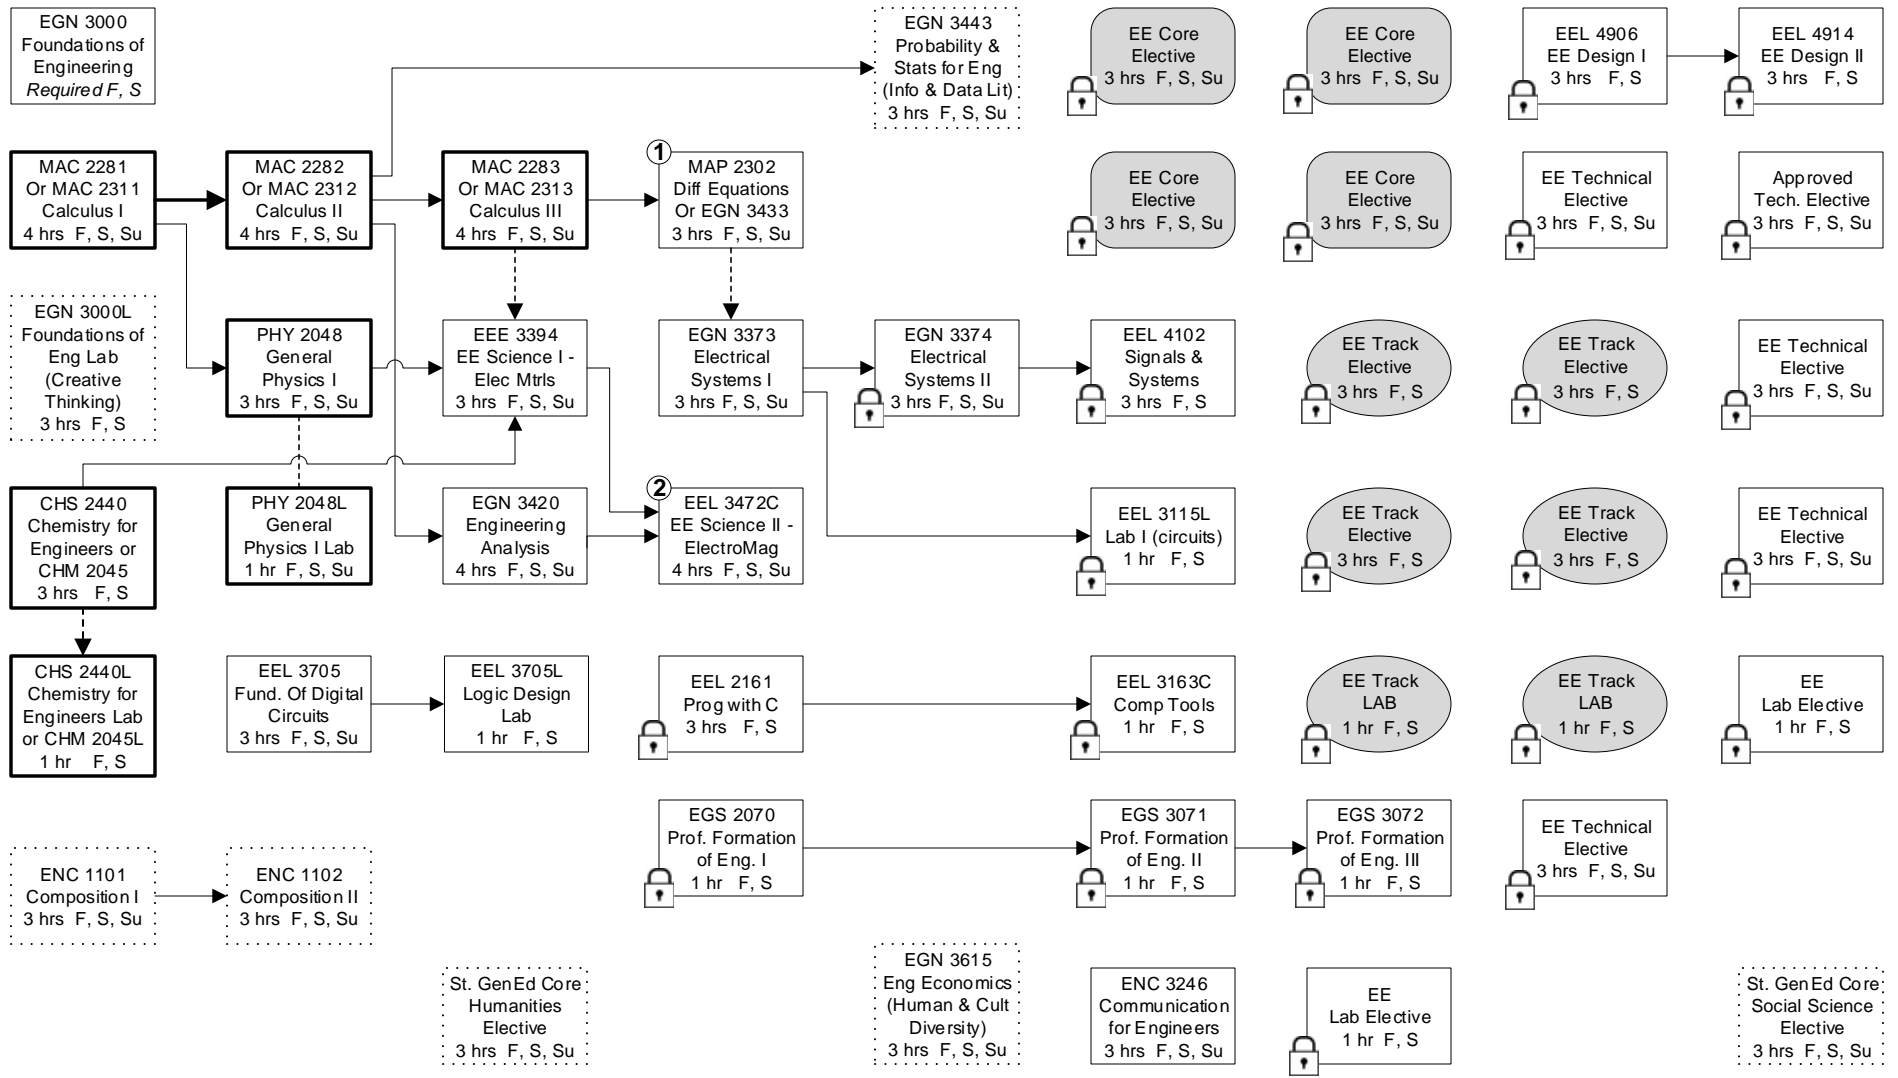 EGN 3000
Foundations of
Engineering
Required F, S
EGN 3443
Probability &
Stats for Eng
(Info & Data Lit)
3 hrs F, S, Su
EE Core
Elective
3 hrs F, S, Su
EE Core
Elective
3 hrs F, S, Su
EEL 4906
EE Design I
3 hrs F, S
EEL 4914
EE Design II
3 hrs F, S
MAC 2281
Or MAC 2311
Calculus I
4 hrs F, S, Su
MAC 2282
Or MAC 2312
Calculus II
4 hrs F, S, Su
MAC 2283
Or MAC 2313
Calculus III
4 hrs F, S, Su
1
MAP 2302
Diff Equations
Or EGN 3433
3 hrs F, S, Su
EE Core
Elective
3 hrs F, S, Su
EE Core
Elective
3 hrs F, S, Su
EE Technical
Elective
3 hrs F, S, Su
Approved
Tech. Elective
3 hrs F, S, Su
EGN 3000L
Foundations of
Eng Lab
(Creative
Thinking)
3 hrs F, S
PHY 2048
General
Physics I
3 hrs F, S, Su
EEE 3394
EE Science I -
Elec Mtrls
3 hrs F, S, Su
EGN 3373
Electrical
Systems I
3 hrs F, S, Su
EGN 3374
Electrical
Systems II
3 hrs F, S, Su
EEL 4102
Signals &
Systems
3 hrs F, S
EE Track
Elective
3 hrs F, S
EE Track
Elective
3 hrs F, S
EE Technical
Elective
3 hrs F, S, Su
CHS 2440
Chemistry for
Engineers or
CHM 2045
3 hrs F, S
PHY 2048L
General
Physics I Lab
1 hr F, S, Su
EGN 3420
Engineering
Analysis
4 hrs F, S, Su
2
EEL 3472C
EE Science II -
ElectroMag
4 hrs F, S, Su
EEL 3115L
Lab I (circuits)
1 hr F, S
EE Track
Elective
3 hrs F, S
EE Track
Elective
3 hrs F, S
EE Technical
Elective
3 hrs F, S, Su
CHS 2440L
Chemistry for
Engineers Lab
or CHM 2045L
1 hr F, S
EEL 3705
Fund. Of Digital
Circuits
3 hrs F, S, Su
EEL 3705L
Logic Design
Lab
1 hr F, S
EEL 2161
Prog with C
3 hrs F, S
EEL 3163C
Comp Tools
1 hr F, S
EE Track
LAB
1 hr F, S
EE Track
LAB
1 hr F, S
EE
Lab Elective
1 hr F, S
ENC 1101
Composition I
3 hrs F, S, Su
ENC 1102
Composition II
3 hrs F, S, Su
EGS 2070
Prof. Formation
of Eng. I
1 hr F, S
EGS 3071
Prof. Formation
of Eng. II
1 hr F, S
EGS 3072
Prof. Formation
of Eng. III
1 hr F, S
EE Technical
Elective
3 hrs F, S, Su
St. GenEd Core
Humanities
Elective
3 hrs F, S, Su
EGN 3615
Eng Economics
(Human & Cult
Diversity)
3 hrs F, S, Su
ENC 3246
Communication
for Engineers
3 hrs F, S, Su
EE
Lab Elective
1 hr F, S
St. GenEd Core
Social Science
Elective
3 hrs F, S, Su